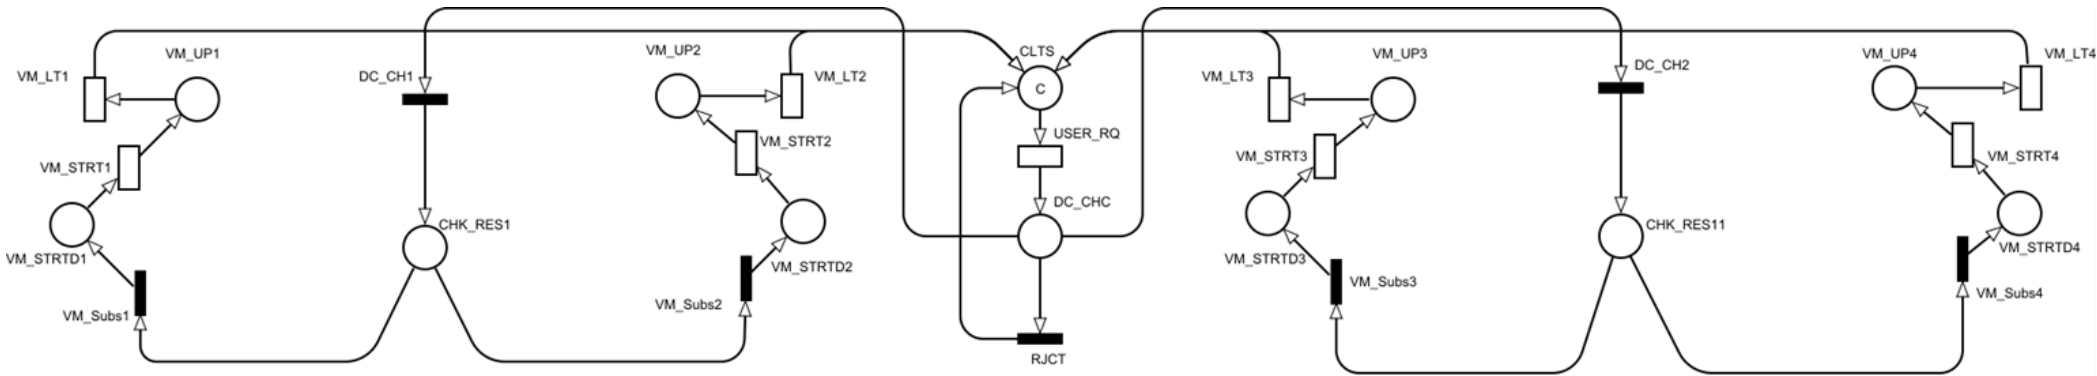 VM_UP1
VM_LT1
VM_STRT1
VM_STRTD1
VM_Subs1
DC_CH1
CHK_RES1
VM_UP2
VM_LT2
VM_STRT2
VM_STRTD2
VM_Subs2
CLTS
C
USER_RQ
DC_CHC
RJCT
VM_UP3
VM_LT3
VM_STRT3
VM_STRTD3
VM_Subs3
DC_CH2
CHK_RES11
VM_UP4
VM_LT4
VM_STRT4
VM_STRTD4
VM_Subs4